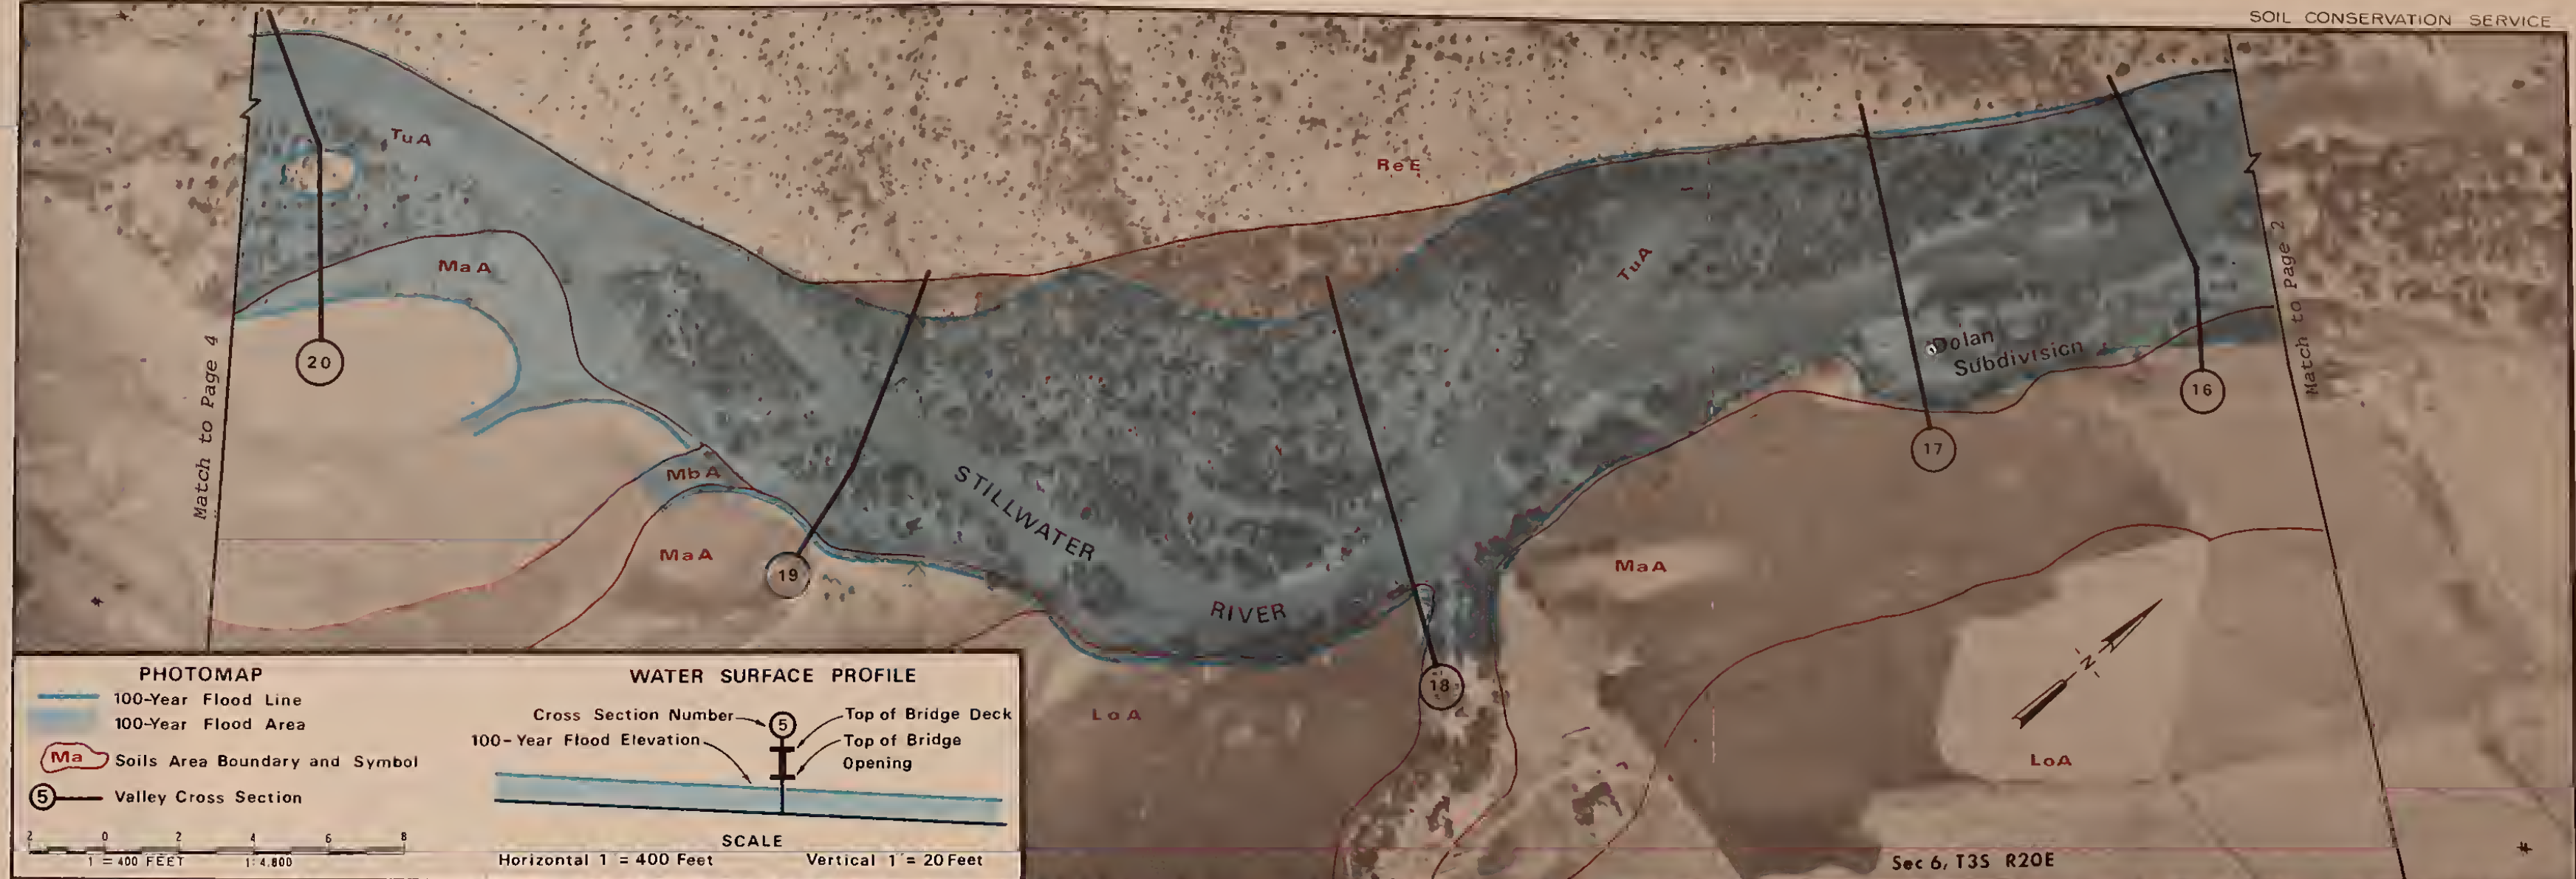 SOIL CONSERVATION SERVICE
TuA
MaA
20
Match to Page 4
MbA
MaA
19
STILLWATER
RIVER
ReE
TuA
18
LoA
Dolan
Subdivision
17
16
Match to Page 2
MaA
N
LoA
Sec 6, T3S R20E
PHOTOMAP
100-Year Flood Line
100-Year Flood Area
Ma Soils Area Boundary and Symbol
5 Valley Cross Section
2 0 2 4 6 8
1" = 400 FEET 1:4,800
WATER SURFACE PROFILE
Cross Section Number 5 Top of Bridge Deck
100-Year Flood Elevation Top of Bridge
Opening
SCALE
Horizontal 1" = 400 Feet Vertical 1" = 20 Feet